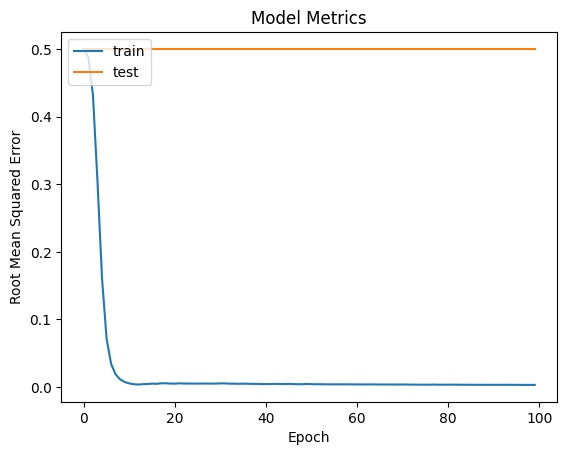 Model Metrics
train
test
Root Mean Squared Error
0.5
0.4
0.3
0.2
0.1
0.0
0 20 40 60 80 100
Epoch